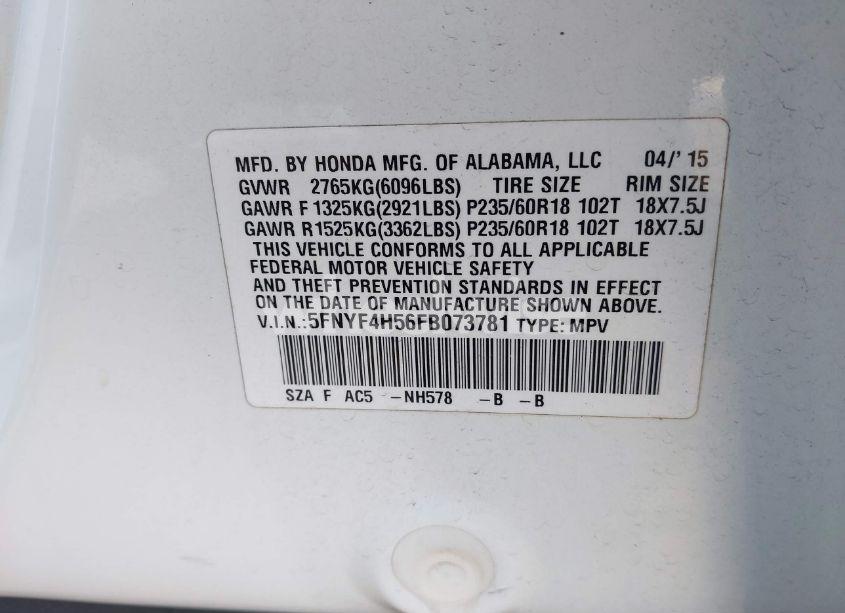 MFD. BY HONDA MFG. OF ALABAMA, LLC 04/'15
GVWR 2765KG(6096LBS) TIRE SIZE RIM SIZE
GAWR F 1325KG(2921LBS) P235/60R18 102T 18X7.5J
GAWR R1525KG(3362LBS) P235/60R18 102T 18X7.5J
THIS VEHICLE CONFORMS TO ALL APPLICABLE
FEDERAL MOTOR VEHICLE SAFETY
AND THEFT PREVENTION STANDARDS IN EFFECT
ON THE DATE OF MANUFACTURE SHOWN ABOVE.
V.I.N.:5FNYF4H56FB073781 TYPE: MPV
SZA F AC5 -NH578 -B -B